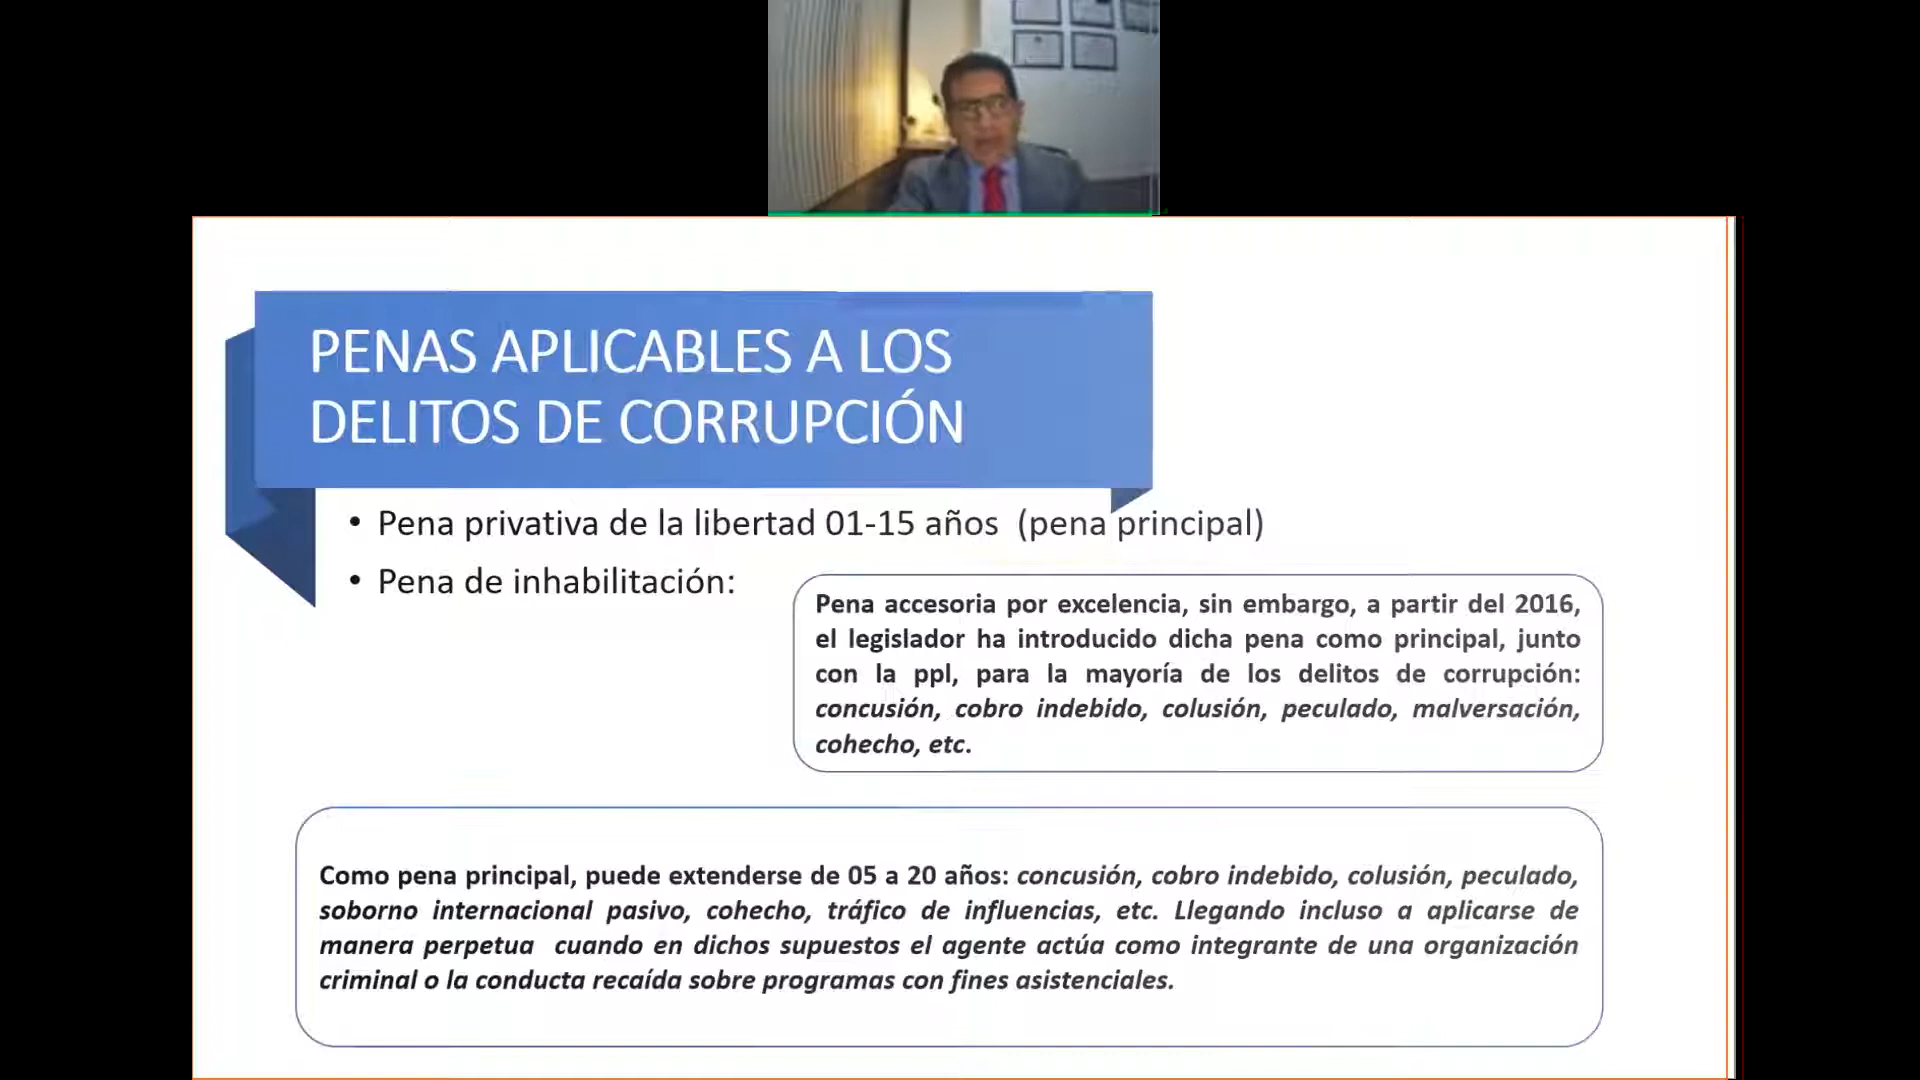 PENAS APLICABLES A LOS
DELITOS DE CORRUPCIÓN
• Pena privativa de la libertad 01-15 años (pena principal)
• Pena de inhabilitación:
Pena accesoria por excelencia, sin embargo, a partir del 2016,
el legislador ha introducido dicha pena como principal, junto
con la ppl, para la mayoría de los delitos de corrupción:
concusión, cobro indebido, colusión, peculado, malversación,
cohecho, etc.
Como pena principal, puede extenderse de 05 a 20 años: concusión, cobro indebido, colusión, peculado,
soborno internacional pasivo, cohecho, tráfico de influencias, etc. Llegando incluso a aplicarse de
manera perpetua cuando en dichos supuestos el agente actúa como integrante de una organización
criminal o la conducta recaída sobre programas con fines asistenciales.